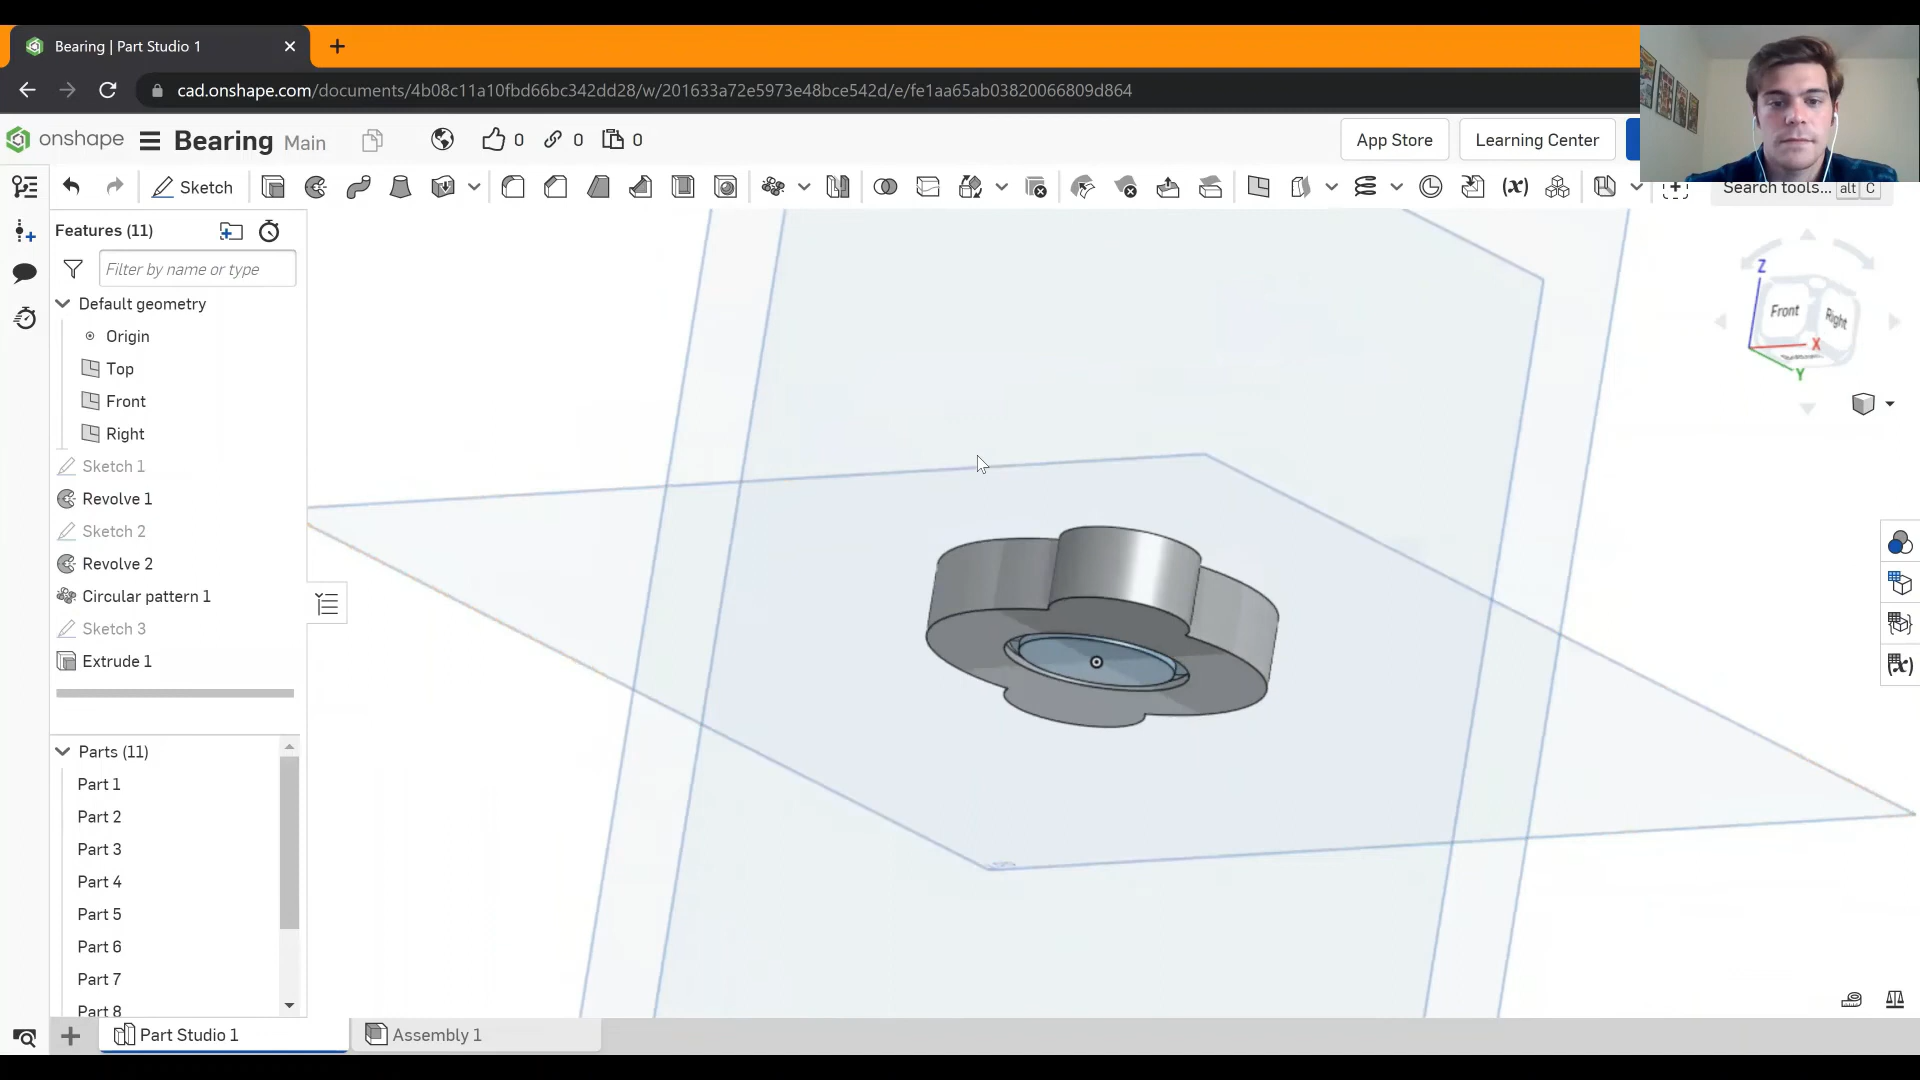 Bearing | Part Studio 1
cad.onshape.com/documents/4b08c11a10fbd66bc342dd28/w/201633a72e5973e48bce542d/e/fe1aa65ab03820066809d864
onshape Bearing Main 0 0 0 App Store Learning Center
Sketch (x) Search tools... alt C
Features (11)
Filter by name or type
Default geometry
Origin
Top
Front
Right
Sketch 1
Revolve 1
Sketch 2
Revolve 2
Circular pattern 1
Sketch 3
Extrude 1
Z
Front Right
X
Y
(x)
Parts (11)
Part 1
Part 2
Part 3
Part 4
Part 5
Part 6
Part 7
Part 8
Part Studio 1 Assembly 1